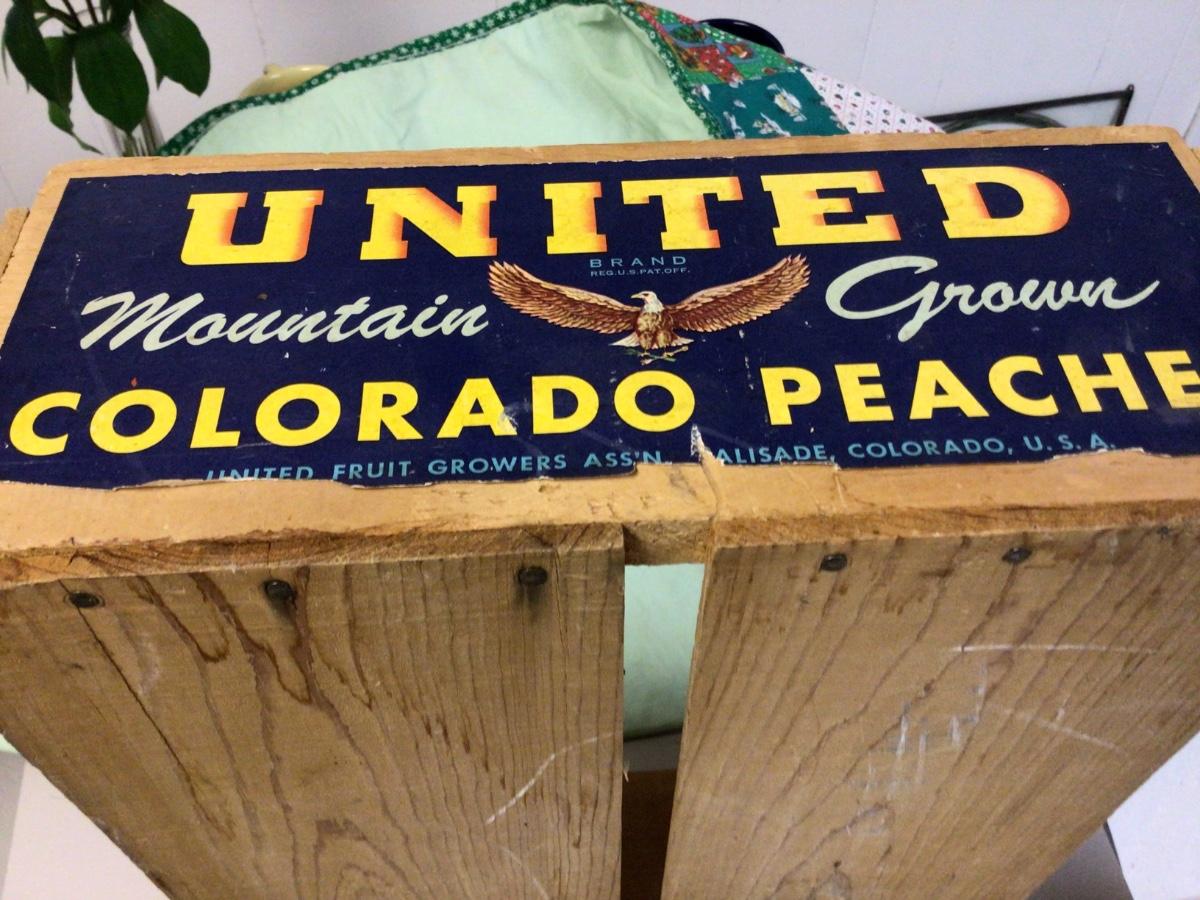 UNITED
BRAND
REG.U.S.PAT.OFF.
Mountain Grown
COLORADO PEACHE
UNITED FRUIT GROWERS ASS'N. ALISADE, COLORADO, U.S.A.